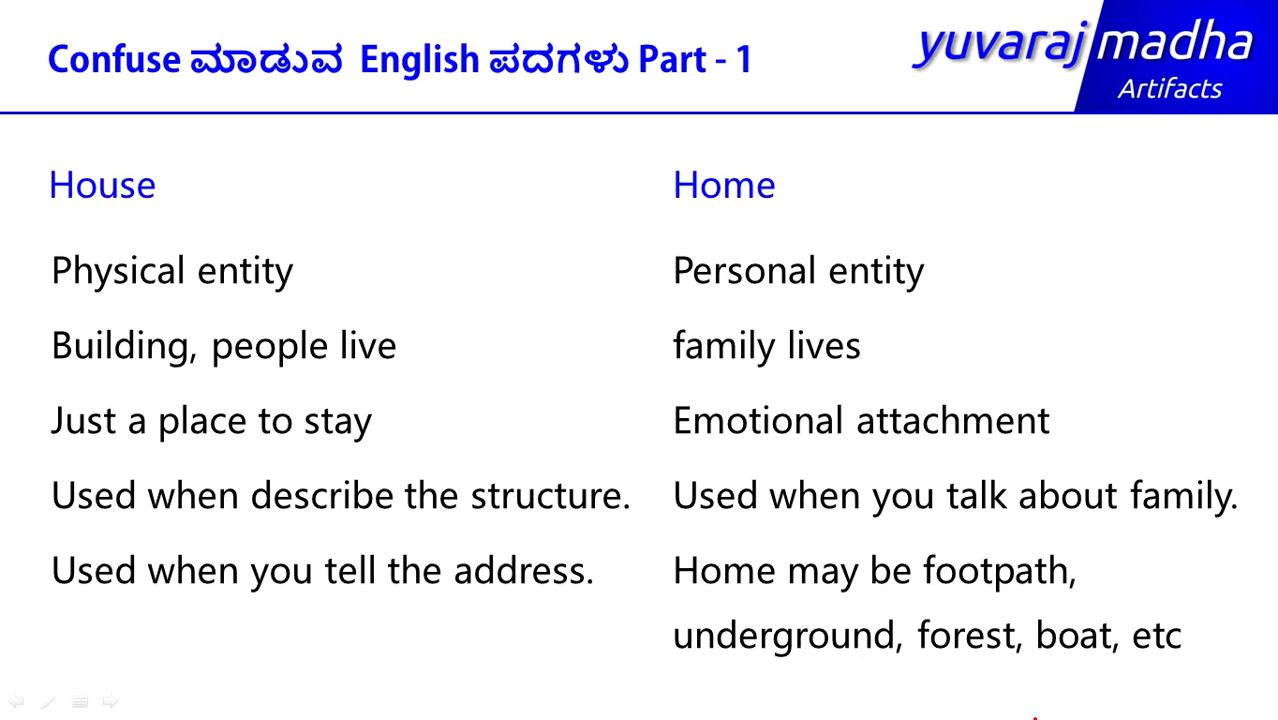 Confuse ಮಾಡುವ English ಪದಗಳು Part - 1
yuvaraj madha
Artifacts
House
Physical entity
Building, people live
Just a place to stay
Used when describe the structure.
Used when you tell the address.
Home
Personal entity
family lives
Emotional attachment
Used when you talk about family.
Home may be footpath,
underground, forest, boat, etc